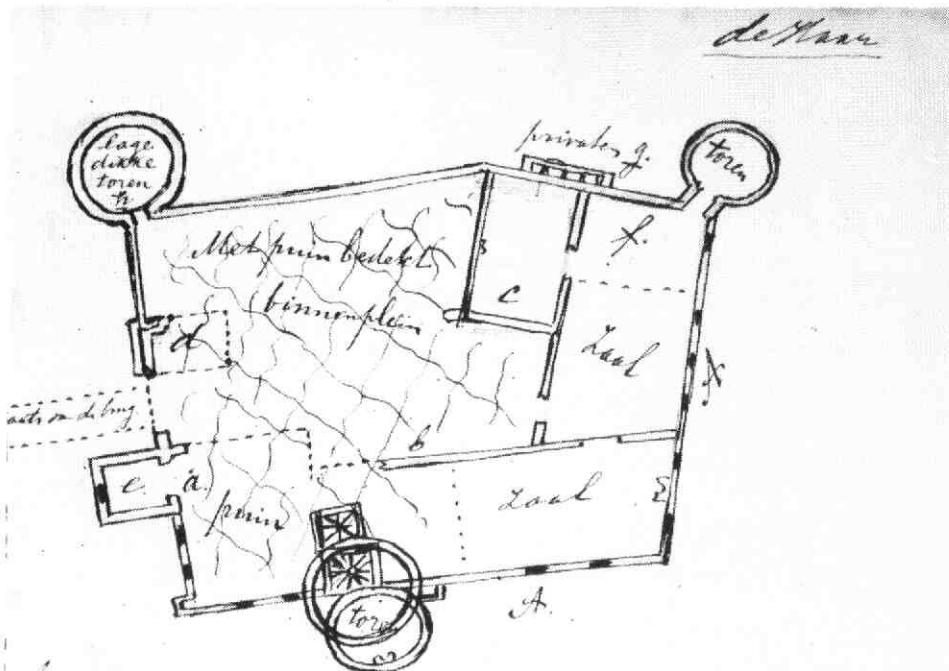 de Haar
lage
dikke
toren
h
privaten g.
toren
f.
Met puin bedekt
binnenplein
c
d
Zaal
X
b
e.
a.
puin
Zaal
toren
A.